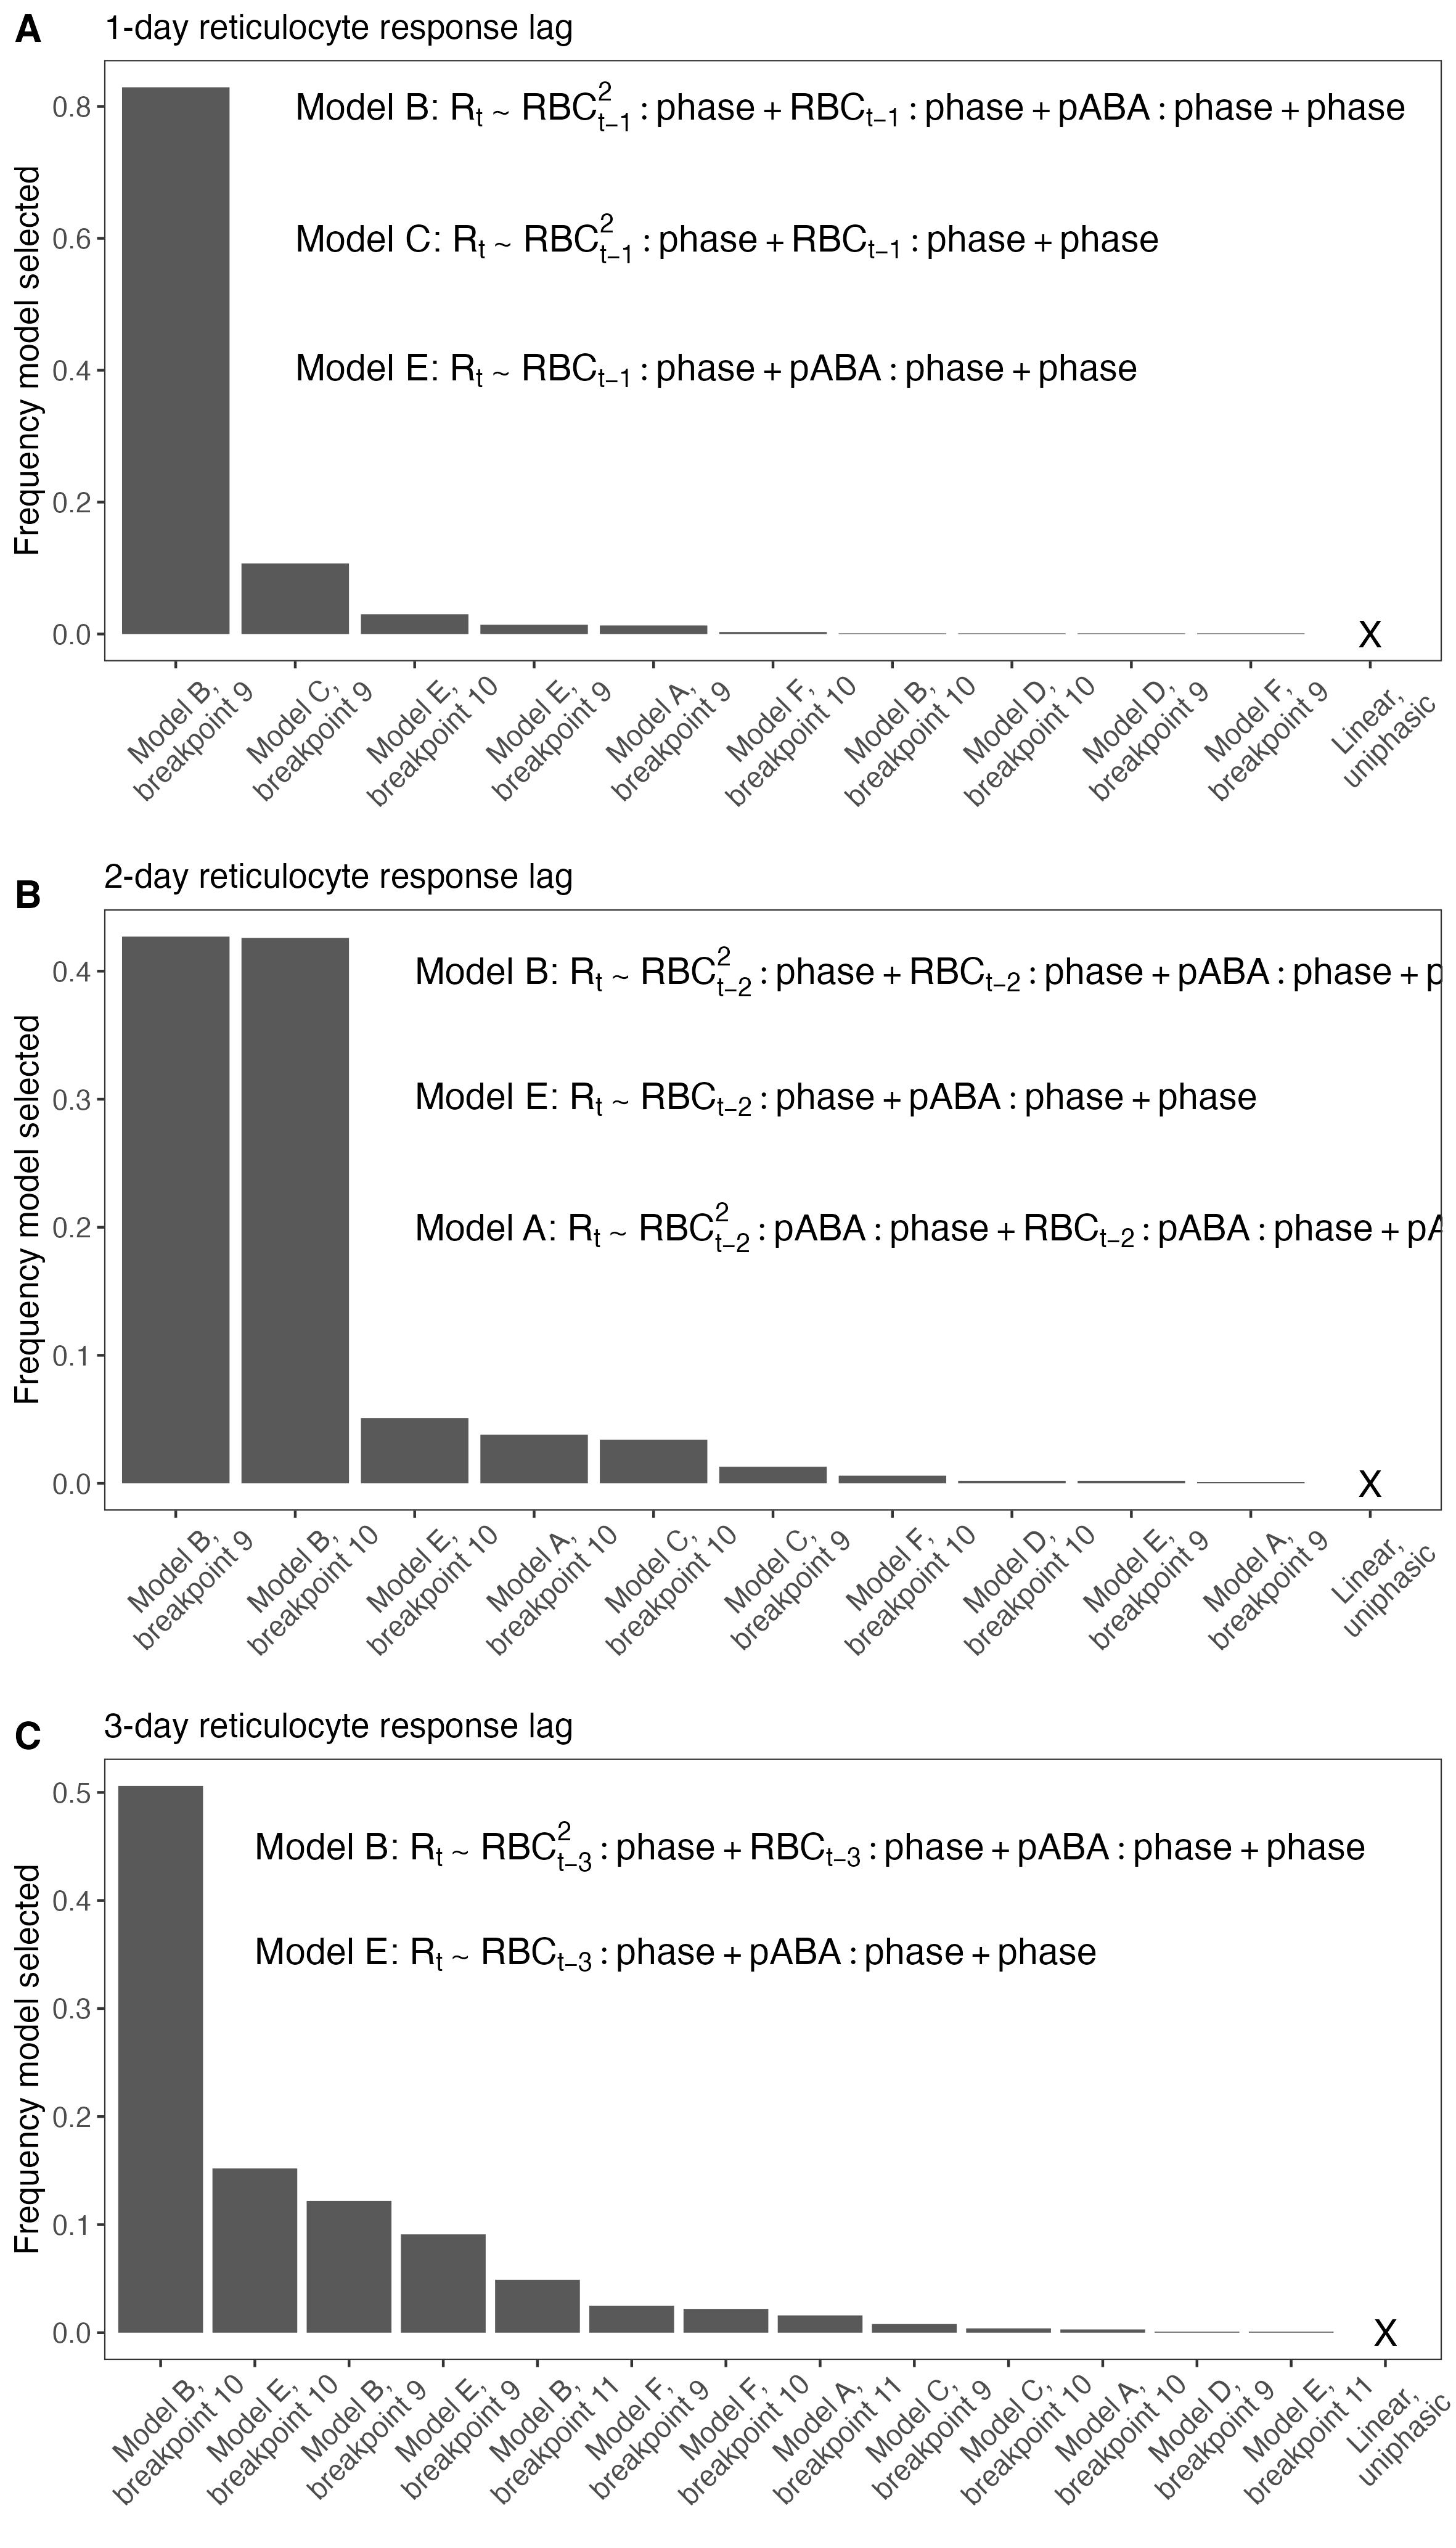 A 1-day reticulocyte response lag
Frequency model selected
0.8
0.6
0.4
0.2
0.0
Model B: Rt ~ RBC²t−1 : phase + RBCt−1 : phase + pABA : phase + phase
Model C: Rt ~ RBC²t−1 : phase + RBCt−1 : phase + phase
Model E: Rt ~ RBCt−1 : phase + pABA : phase + phase
X
Model B,
breakpoint 9
Model C,
breakpoint 9
Model E,
breakpoint 10
Model E,
breakpoint 9
Model A,
breakpoint 9
Model F,
breakpoint 10
Model B,
breakpoint 10
Model D,
breakpoint 10
Model D,
breakpoint 9
Model F,
breakpoint 9
Linear,
uniphasic
B 2-day reticulocyte response lag
Frequency model selected
0.4
0.3
0.2
0.1
0.0
Model B: Rt ~ RBC²t−2 : phase + RBCt−2 : phase + pABA : phase + p
Model E: Rt ~ RBCt−2 : phase + pABA : phase + phase
Model A: Rt ~ RBC²t−2 : pABA : phase + RBCt−2 : pABA : phase + pA
X
Model B,
breakpoint 9
Model B,
breakpoint 10
Model E,
breakpoint 10
Model A,
breakpoint 10
Model C,
breakpoint 10
Model C,
breakpoint 9
Model F,
breakpoint 10
Model D,
breakpoint 10
Model E,
breakpoint 9
Model A,
breakpoint 9
Linear,
uniphasic
C 3-day reticulocyte response lag
Frequency model selected
0.5
0.4
0.3
0.2
0.1
0.0
Model B: Rt ~ RBC²t−3 : phase + RBCt−3 : phase + pABA : phase + phase
Model E: Rt ~ RBCt−3 : phase + pABA : phase + phase
X
Model B,
breakpoint 10
Model E,
breakpoint 10
Model B,
breakpoint 9
Model E,
breakpoint 9
Model B,
breakpoint 11
Model F,
breakpoint 9
Model F,
breakpoint 10
Model A,
breakpoint 11
Model C,
breakpoint 9
Model C,
breakpoint 10
Model A,
breakpoint 10
Model D,
breakpoint 9
Model E,
breakpoint 11
Linear,
uniphasic